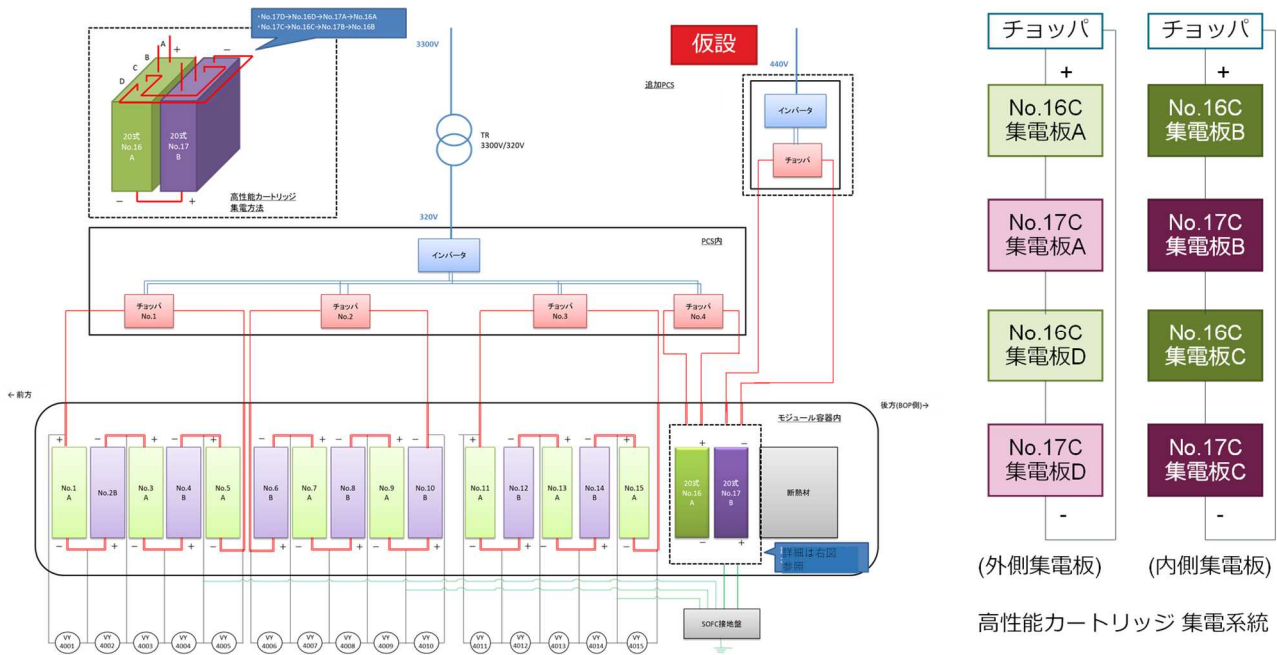 ・No.17D→No.16D→No.17A→No.16A
・No.17C→No.16C→No.17B→No.16B
A
B
C
D
+
-
20式
No.16
A
20式
No.17
B
-
+
高性能カートリッジ
集電方法
3300V
TR
3300V/320V
320V
仮設
440V
追加PCS
インバータ
チョッパ
PCS内
インバータ
チョッパ
No.1
チョッパ
No.2
チョッパ
No.3
チョッパ
No.4
← 前方
後方(BOP側)→
モジュール容器内
+ - + - +
- + - + -
+ - + - +
- + - + -
No.1
A
No.2B
No.3
A
No.4
B
No.5
A
No.6
B
No.7
A
No.8
B
No.9
A
No.10
B
No.11
A
No.12
B
No.13
A
No.14
B
No.15
A
20式
No.16
A
20式
No.17
B
断熱材
- + - + -
+ - + - +
- + - + -
- +
詳細は右図
参照
SOFC接地盤
VY
4001
VY
4002
VY
4003
VY
4004
VY
4005
VY
4006
VY
4007
VY
4008
VY
4009
VY
4010
VY
4011
VY
4012
VY
4013
VY
4014
VY
4015
チョッパ
+
No.16C
集電板A
No.17C
集電板A
No.16C
集電板D
No.17C
集電板D
-
(外側集電板)
チョッパ
+
No.16C
集電板B
No.17C
集電板B
No.16C
集電板C
No.17C
集電板C
-
(内側集電板)
高性能カートリッジ 集電系統